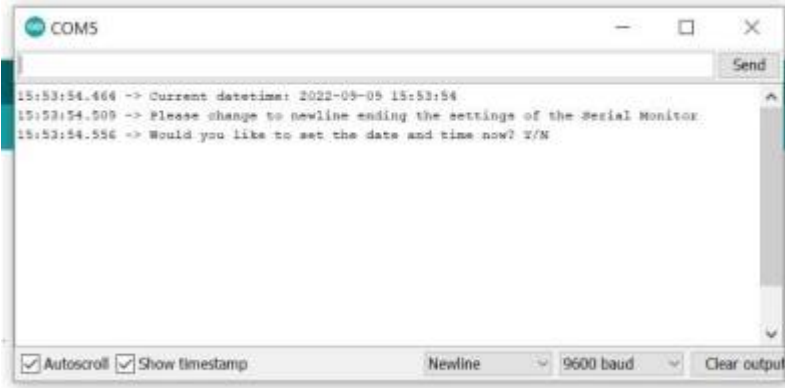 COM5
Send
15:53:54.464 -> Current datetime: 2022-09-09 15:53:54
15:53:54.509 -> Please change to newline ending the settings of the Serial Monitor
15:53:54.556 -> Would you like to set the date and time now? Y/N
Autoscroll Show timestamp Newline 9600 baud Clear output